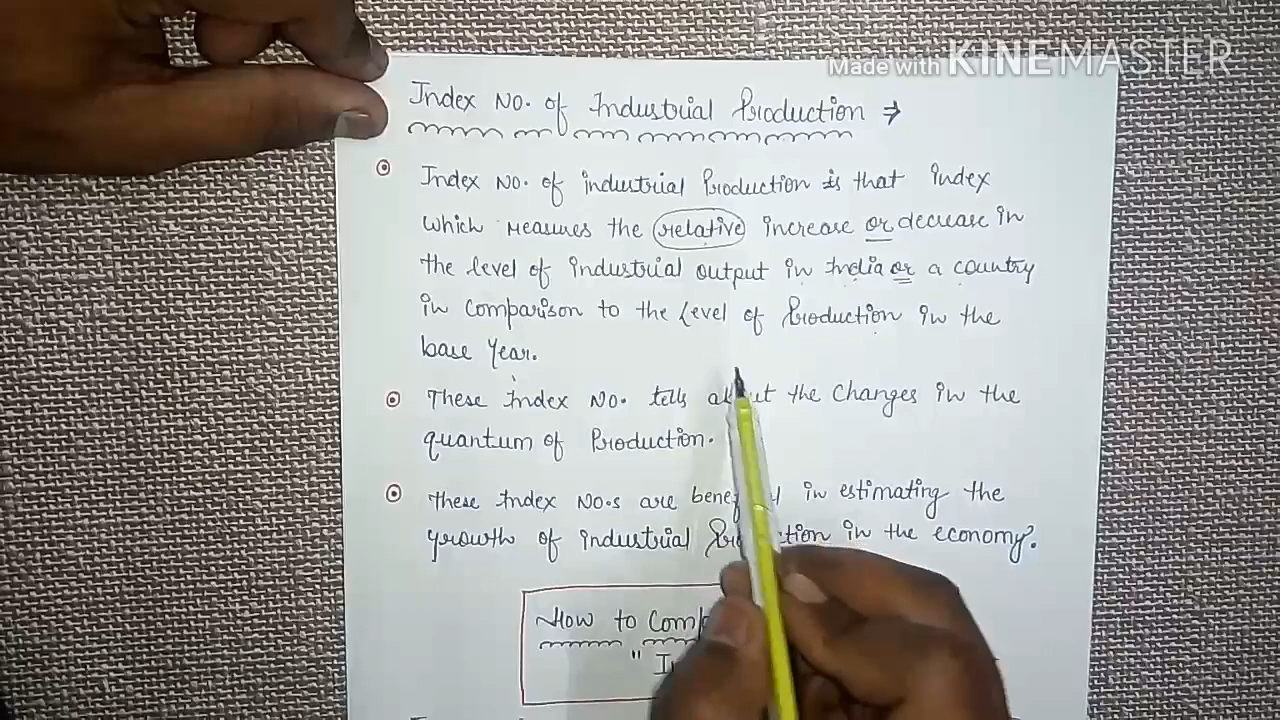 Made with KINEMASTER
Index No. of Industrial Production →
Index No. of industrial Production is that index
which measures the relative increase or decrease in
the level of industrial output in India or a country
in comparison to the level of Production in the
base year.
These index No. tells about the changes in the
quantum of Production.
These Index No.s are in estimating the
growth of industrial Production in the economy.
How to
"